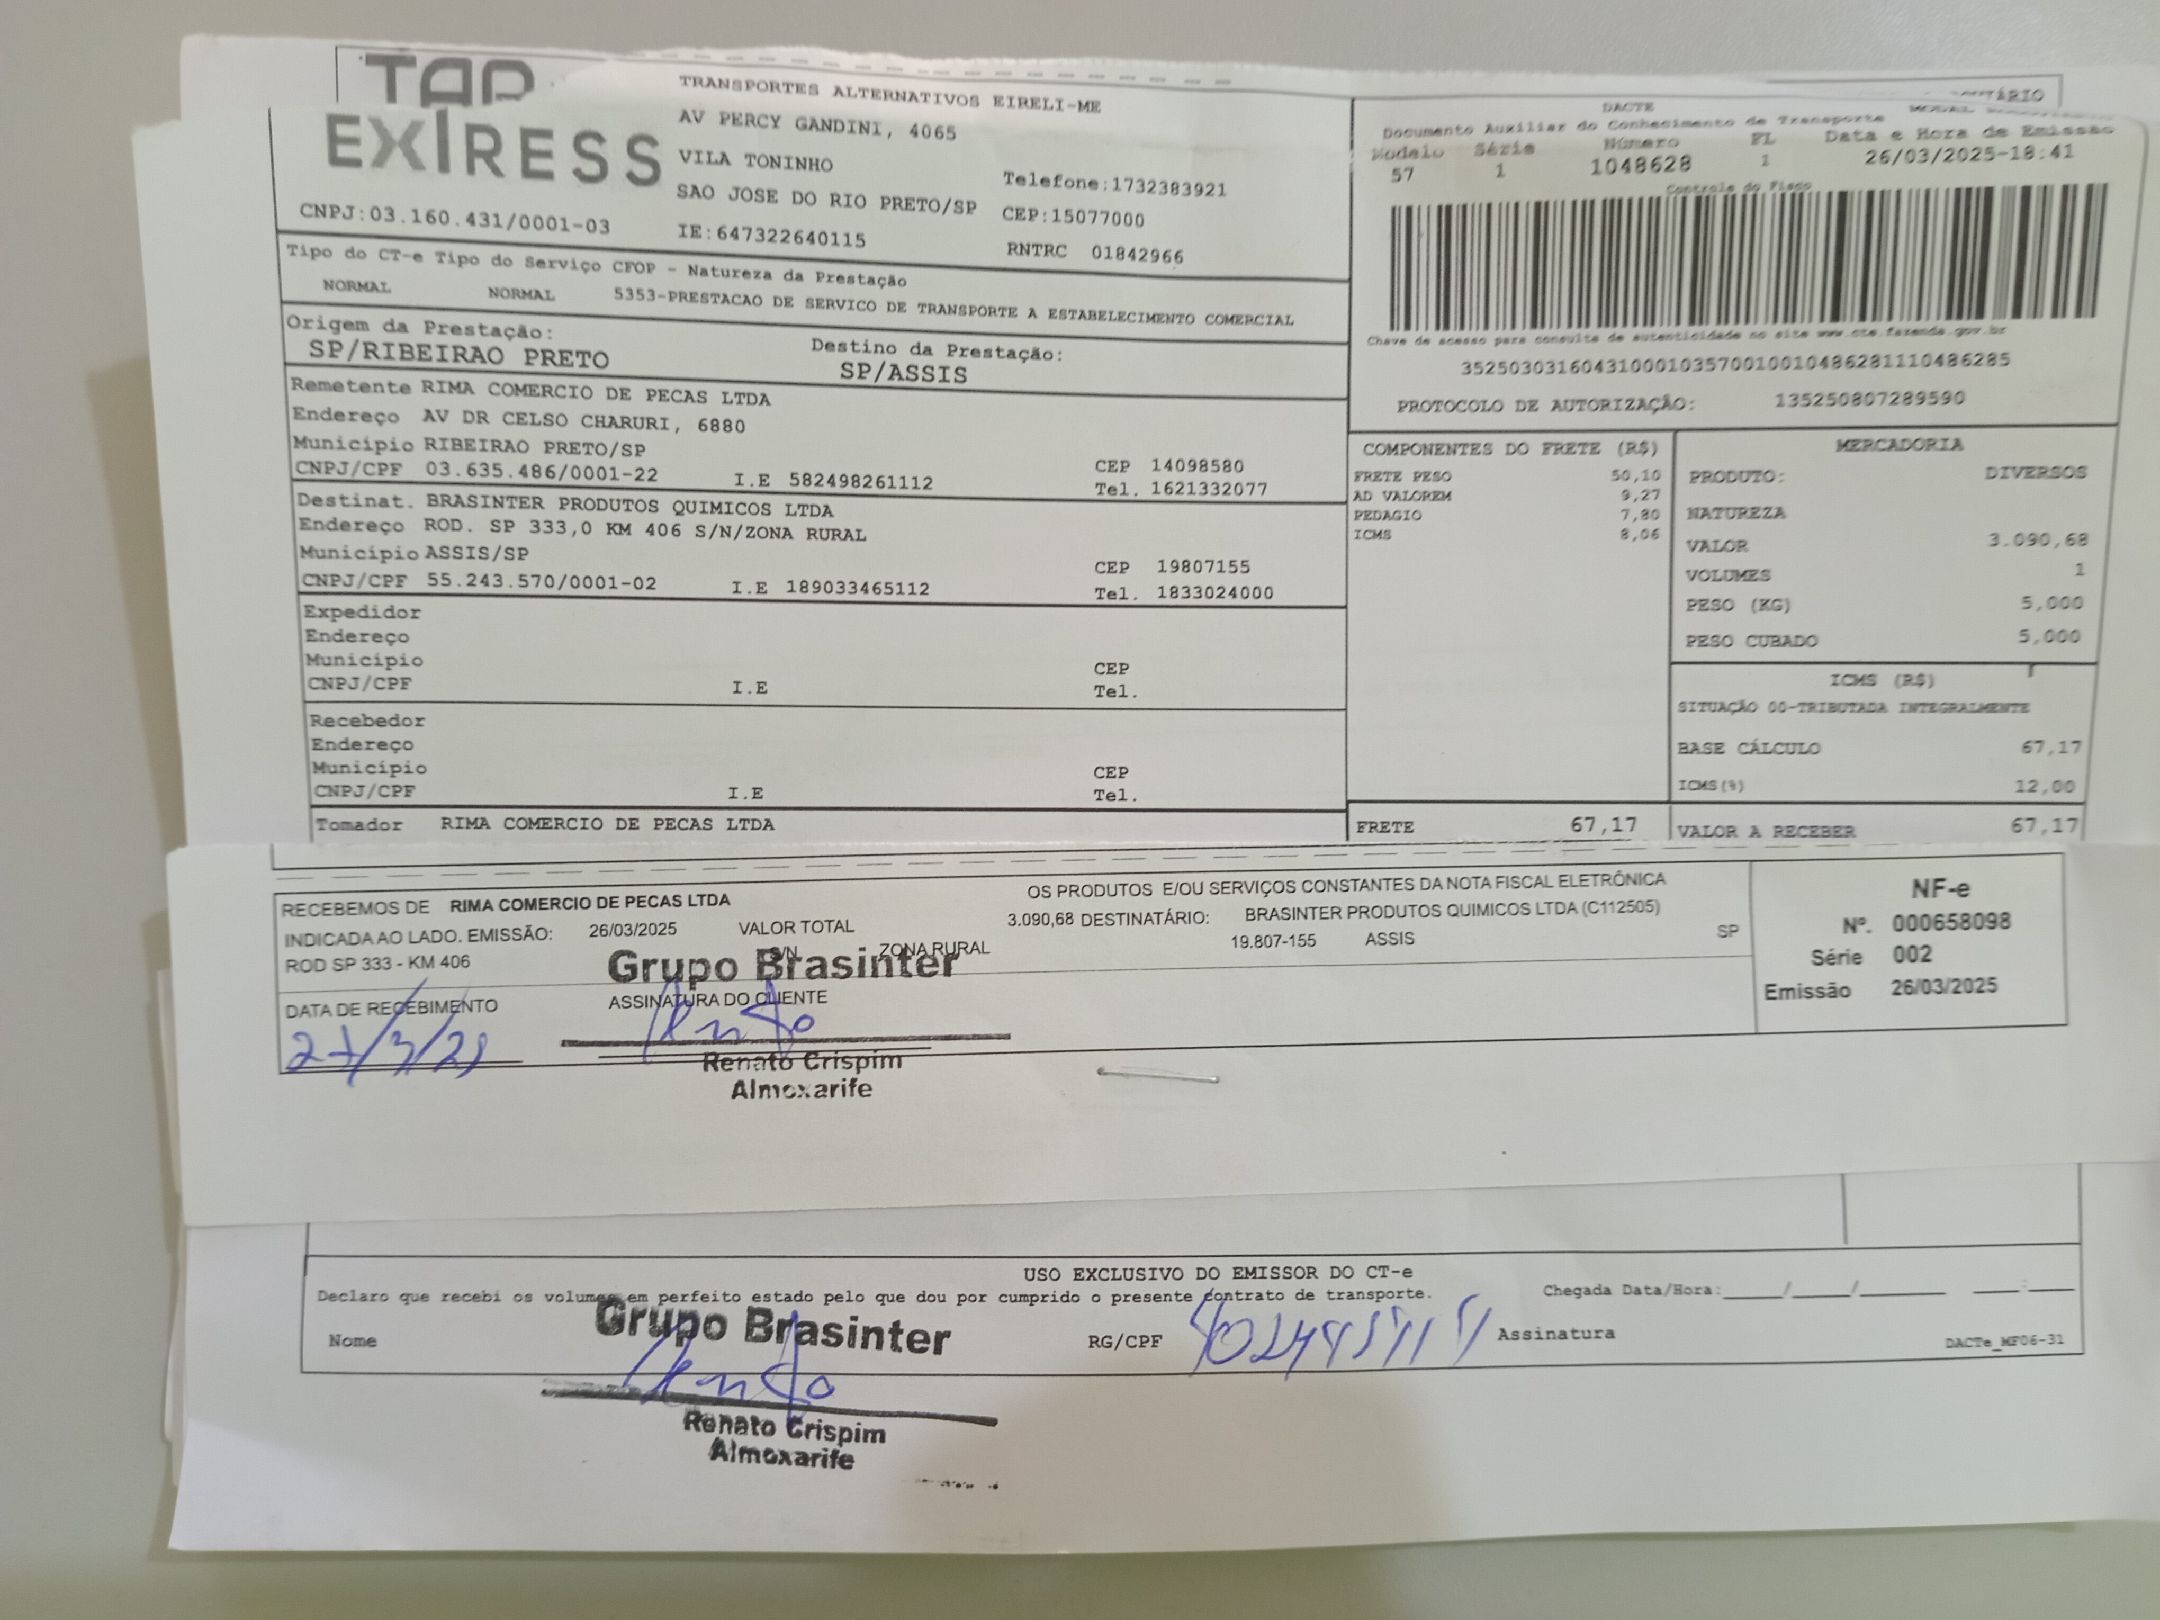 TAP
EXPRESS
TRANSPORTES ALTERNATIVOS EIRELI-ME
AV PERCY GANDINI, 4065
VILA TONINHO
Telefone:1732383921
SAO JOSE DO RIO PRETO/SP CEP:15077000
CNPJ:03.160.431/0001-03 IE:647322640115 RNTRC 01842966
DACTE
Documento Auxiliar do Conhecimento de Transporte
Modelo Série Número FL Data e Hora de Emissão
57 1 1048628 1 26/03/2025-18:41
Controle do Fisco
Chave de acesso para consulta de autenticidade no site www.cte.fazenda.gov.br
35250303160431000103570010010486281110486285
PROTOCOLO DE AUTORIZAÇÃO: 135250807289590
Tipo do CT-e Tipo do Serviço CFOP - Natureza da Prestação
NORMAL NORMAL 5353-PRESTACAO DE SERVICO DE TRANSPORTE A ESTABELECIMENTO COMERCIAL
Origem da Prestação: Destino da Prestação:
SP/RIBEIRAO PRETO SP/ASSIS
Remetente RIMA COMERCIO DE PECAS LTDA
Endereço AV DR CELSO CHARURI, 6880
Município RIBEIRAO PRETO/SP CEP 14098580
CNPJ/CPF 03.635.486/0001-22 I.E 582498261112 Tel. 1621332077
Destinat. BRASINTER PRODUTOS QUIMICOS LTDA
Endereço ROD. SP 333,0 KM 406 S/N/ZONA RURAL
Município ASSIS/SP CEP 19807155
CNPJ/CPF 55.243.570/0001-02 I.E 189033465112 Tel. 1833024000
Expedidor
Endereço
Município CEP
CNPJ/CPF I.E Tel.
Recebedor
Endereço
Município CEP
CNPJ/CPF I.E Tel.
Tomador RIMA COMERCIO DE PECAS LTDA
COMPONENTES DO FRETE (R$)
FRETE PESO 50,10
AD VALOREM 9,27
PEDAGIO 7,80
ICMS 8,06
FRETE 67,17
MERCADORIA
PRODUTO: DIVERSOS
NATUREZA
VALOR 3.090,68
VOLUMES 1
PESO (KG) 5,000
PESO CUBADO 5,000
ICMS (R$)
SITUAÇÃO 00-TRIBUTADA INTEGRALMENTE
BASE CÁLCULO 67,17
ICMS(%) 12,00
VALOR A RECEBER 67,17
RECEBEMOS DE RIMA COMERCIO DE PECAS LTDA OS PRODUTOS E/OU SERVIÇOS CONSTANTES DA NOTA FISCAL ELETRÔNICA
INDICADA AO LADO. EMISSÃO: 26/03/2025 VALOR TOTAL 3.090,68 DESTINATÁRIO: BRASINTER PRODUTOS QUIMICOS LTDA (C112505)
ROD SP 333 - KM 406 S/N ZONA RURAL 19.807-155 ASSIS SP
NF-e
Nº. 000658098
Série 002
Emissão 26/03/2025
Grupo Brasinter
DATA DE RECEBIMENTO ASSINATURA DO CLIENTE
Renato Crispim
Almoxarife
USO EXCLUSIVO DO EMISSOR DO CT-e
Declaro que recebi os volumes em perfeito estado pelo que dou por cumprido o presente contrato de transporte. Chegada Data/Hora:
Grupo Brasinter
Nome RG/CPF Assinatura DACTe_MF06-31
Renato Crispim
Almoxarife